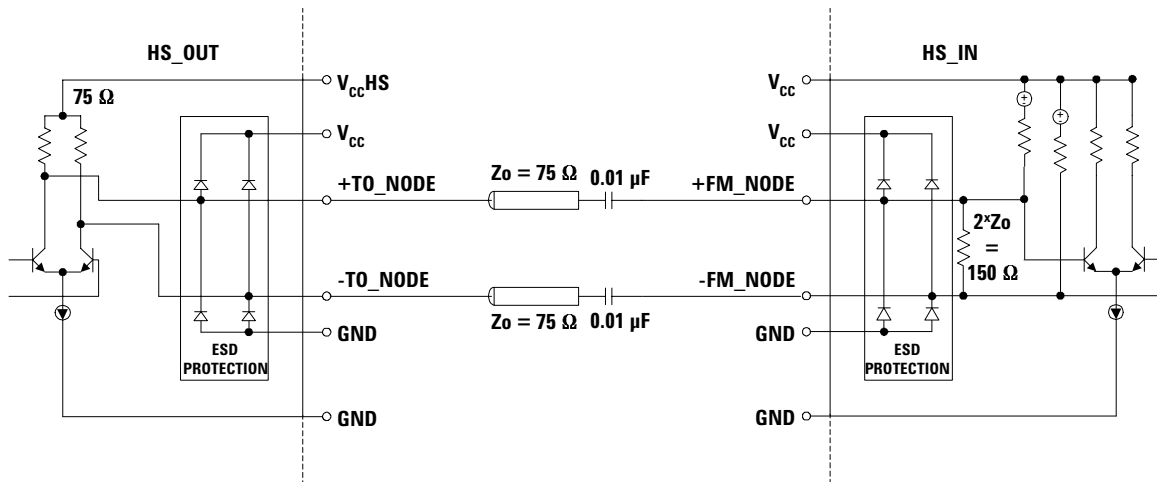 HS_OUT
HS_IN
75 Ω
VCCHS
VCC
VCC
VCC
+TO_NODE
Zo = 75 Ω
0.01 µF
+FM_NODE
2xZo
=
150 Ω
-TO_NODE
-FM_NODE
Zo = 75 Ω
0.01 µF
GND
GND
ESD
PROTECTION
ESD
PROTECTION
GND
GND